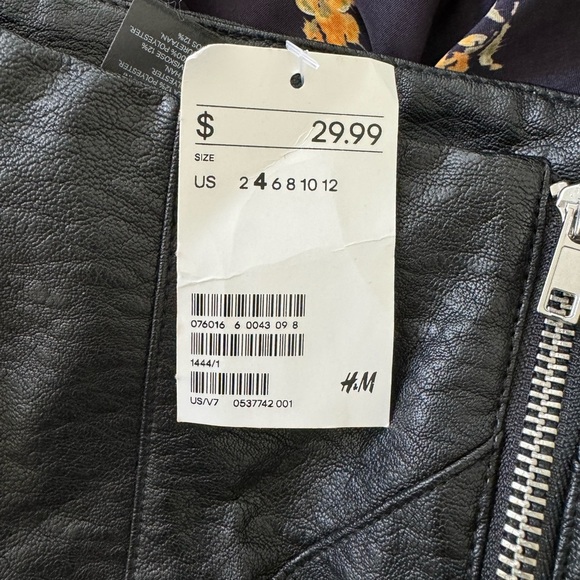 $ 29.99
SIZE
US 2 4 6 8 10 12
076016 6 0043 09 8
1444/1
H&M
US/V7 0537742 001